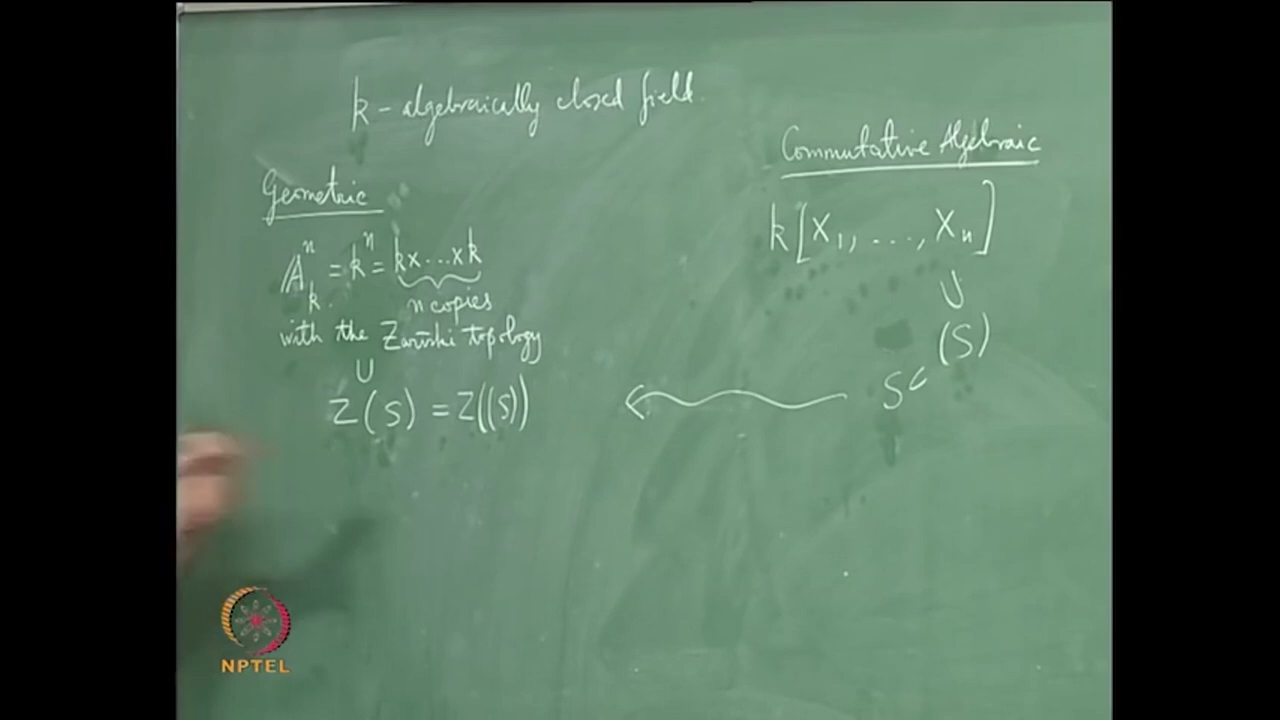 k - algebraically closed field.
Geometric
𝔸ⁿₖ = kⁿ = k x...x k
n copies
with the Zariski topology
∪
Z(S) = Z((S))
Commutative Algebraic
k[X₁, ..., Xₙ]
∪
(S)
S ⊂
NPTEL